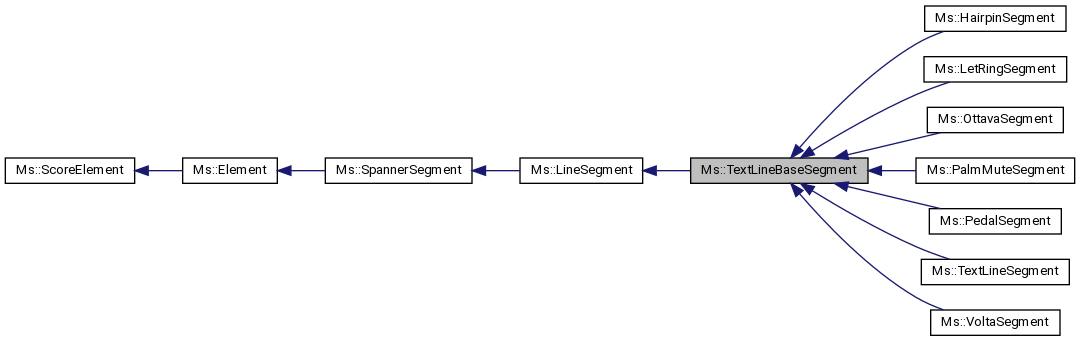 Ms::HairpinSegment
Ms::LetRingSegment
Ms::OttavaSegment
Ms::ScoreElement
Ms::Element
Ms::SpannerSegment
Ms::LineSegment
Ms::TextLineBaseSegment
Ms::PalmMuteSegment
Ms::PedalSegment
Ms::TextLineSegment
Ms::VoltaSegment